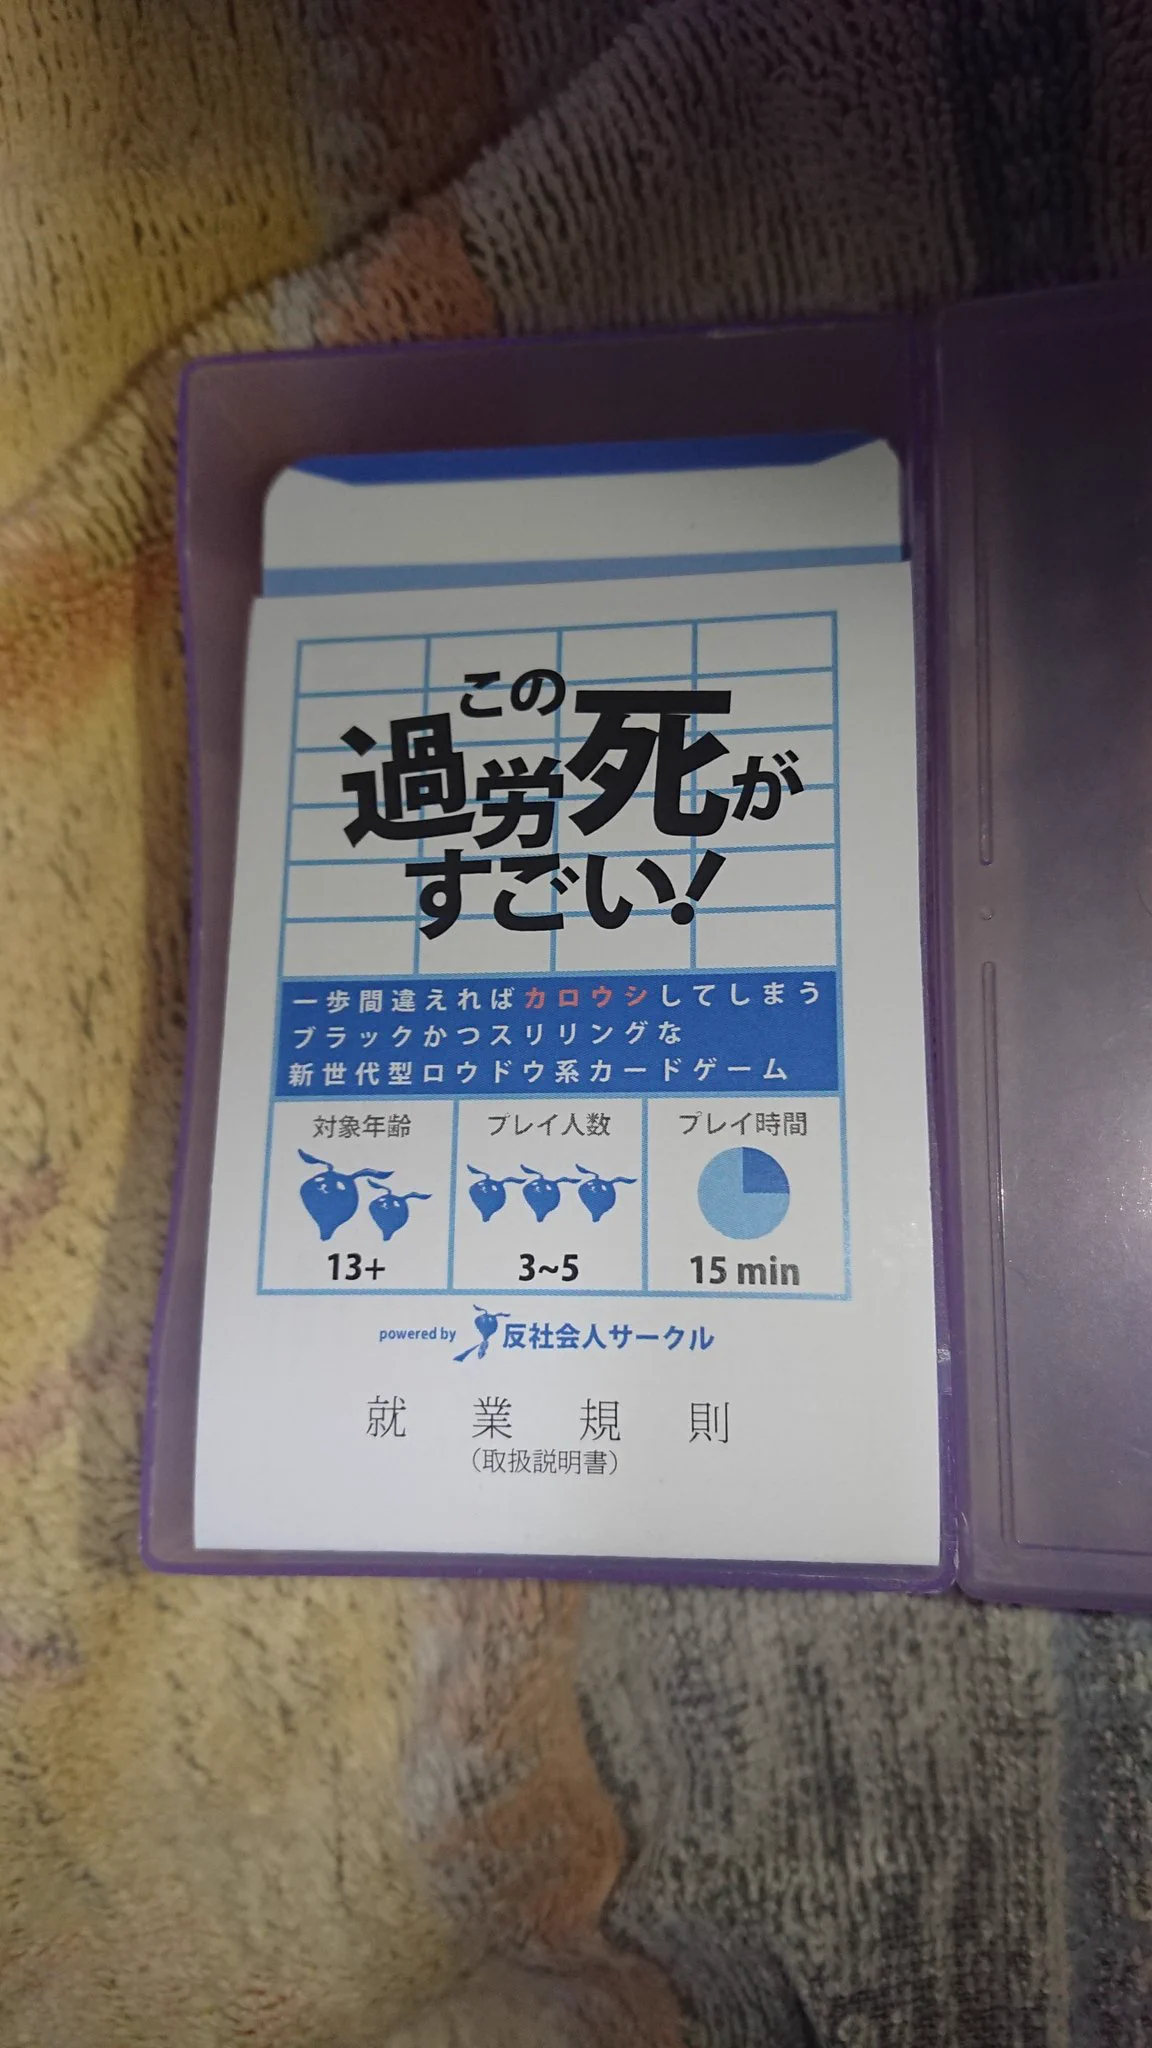 この
過労死が
すごい!
一歩間違えればカロウシしてしまう
ブラックかつスリリングな
新世代型ロウドウ系カードゲーム
対象年齢
13+
プレイ人数
3~5
プレイ時間
15 min
powered by 反社会人サークル
就業規則
(取扱説明書)